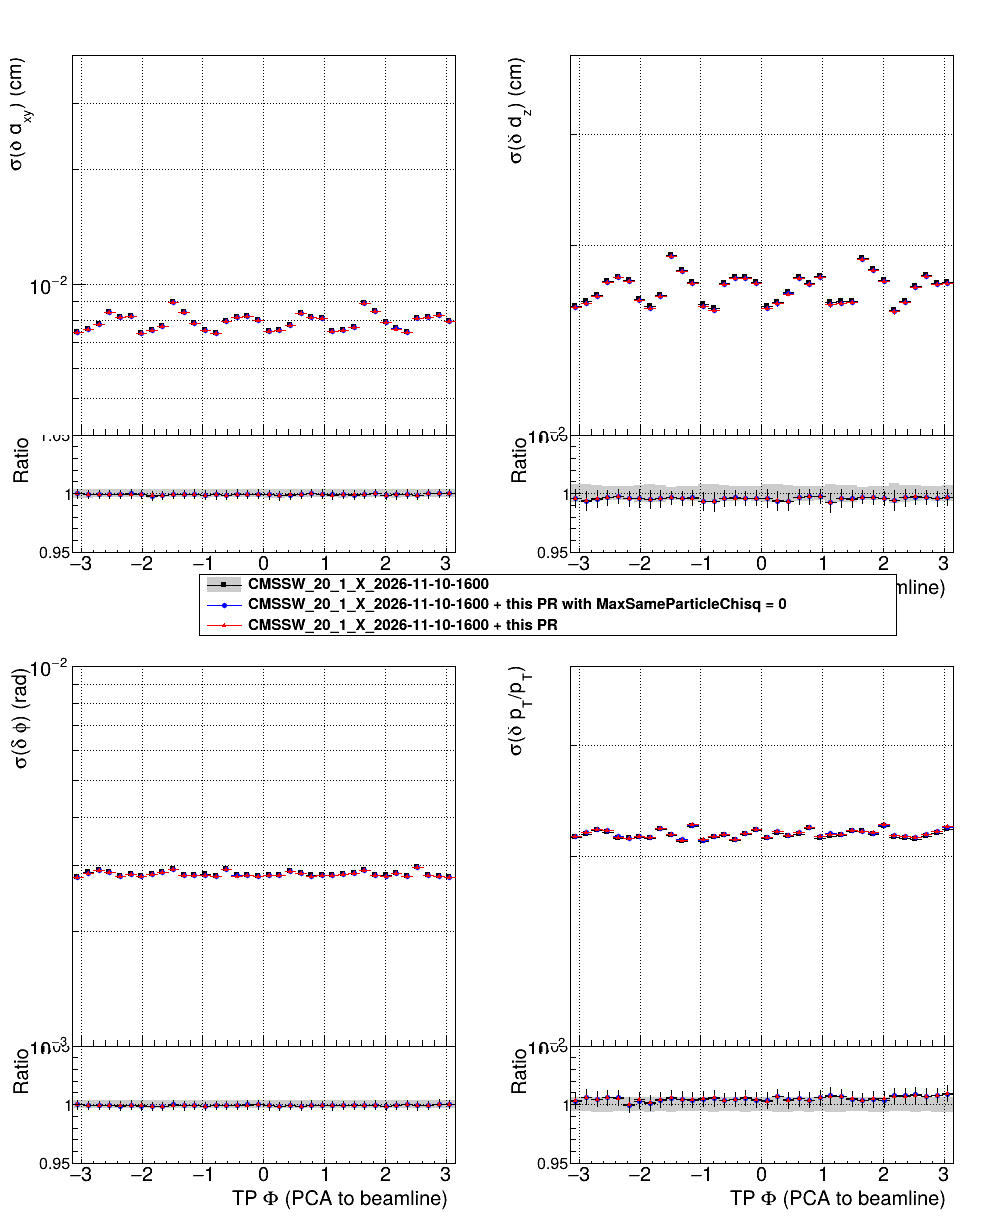 σ(δ d_xy) (cm)
10⁻²
Ratio
1
0.95
−3 −2 −1 0 1 2 3
σ(δ d_z) (cm)
Ratio
1
0.95
−3 −2 −1 0 1 2 3
mline)
CMSSW_20_1_X_2026-11-10-1600
CMSSW_20_1_X_2026-11-10-1600 + this PR with MaxSameParticleChisq = 0
CMSSW_20_1_X_2026-11-10-1600 + this PR
σ(δ φ) (rad)
10⁻²
Ratio
1
0.95
−3 −2 −1 0 1 2 3
TP Φ (PCA to beamline)
σ(δ p_T/p_T)
Ratio
1
0.95
−3 −2 −1 0 1 2 3
TP Φ (PCA to beamline)